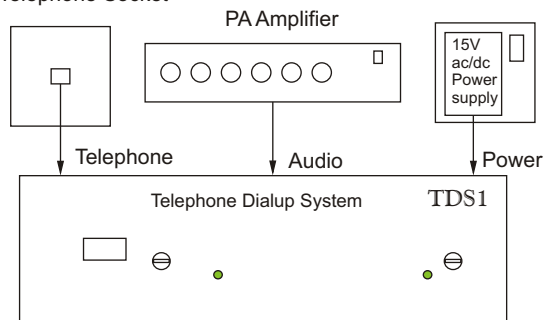 Telephone Socket
PA Amplifier
15V
ac/dc
Power
supply
Telephone
Audio
Power
Telephone Dialup System
TDS1